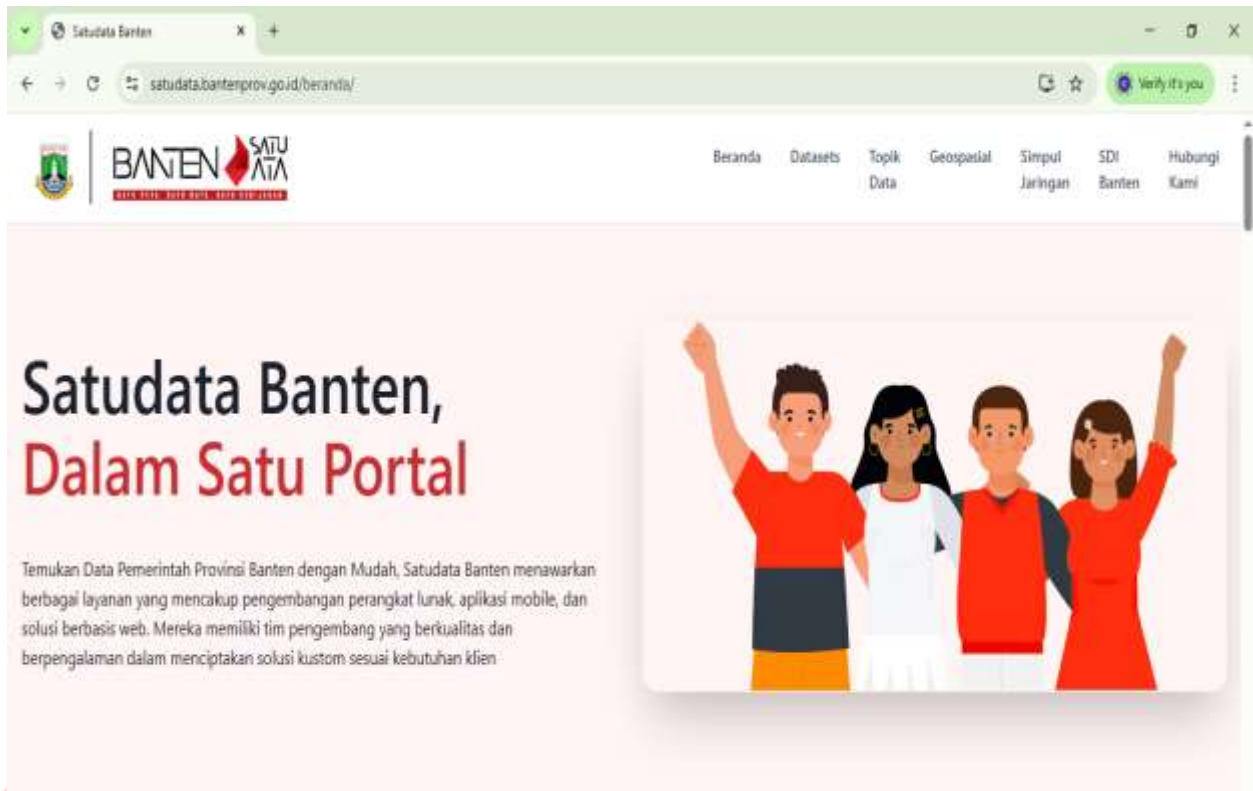 Satudata Banten
satudata.bantenprov.go.id/beranda/
Verify it's you
BANTEN SATU
ATA
Beranda Datasets Topik Data Geospasial Simpul Jaringan SDI Banten Hubungi Kami
Satudata Banten,
Dalam Satu Portal
Temukan Data Pemerintah Provinsi Banten dengan Mudah, Satudata Banten menawarkan
berbagai layanan yang mencakup pengembangan perangkat lunak, aplikasi mobile, dan
solusi berbasis web. Mereka memiliki tim pengembang yang berkualitas dan
berpengalaman dalam menciptakan solusi kustom sesuai kebutuhan klien